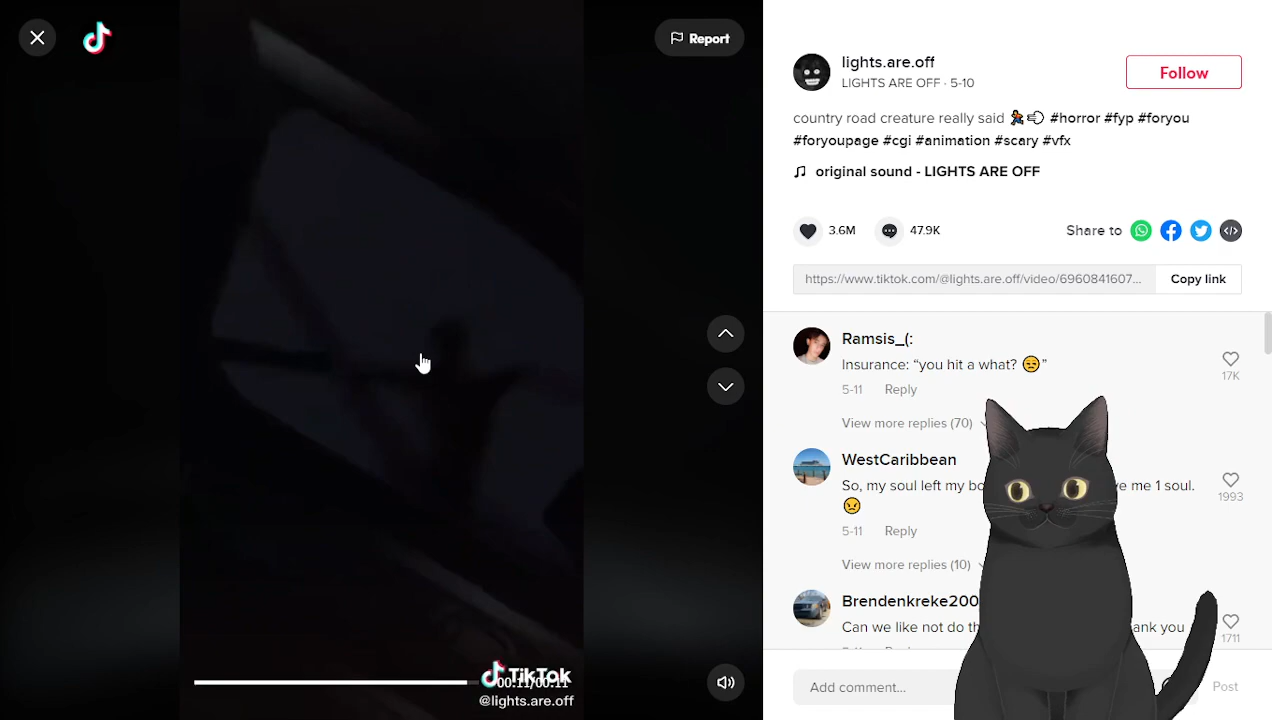 Report
TikTok
00:11/00:11
@lights.are.off
lights.are.off
LIGHTS ARE OFF · 5-10
Follow
country road creature really said #horror #fyp #foryou
#foryoupage #cgi #animation #scary #vfx
original sound - LIGHTS ARE OFF
3.6M
47.9K
Share to
https://www.tiktok.com/@lights.are.off/video/6960841607...
Copy link
Ramsis_(:
Insurance: “you hit a what? ”
17K
5-11 Reply
View more replies (70)
WestCaribbean
So, my soul left my me 1 soul.
1993
5-11 Reply
View more replies (10)
Brendenkreke200
Can we like not do you
1711
Add comment...
Post